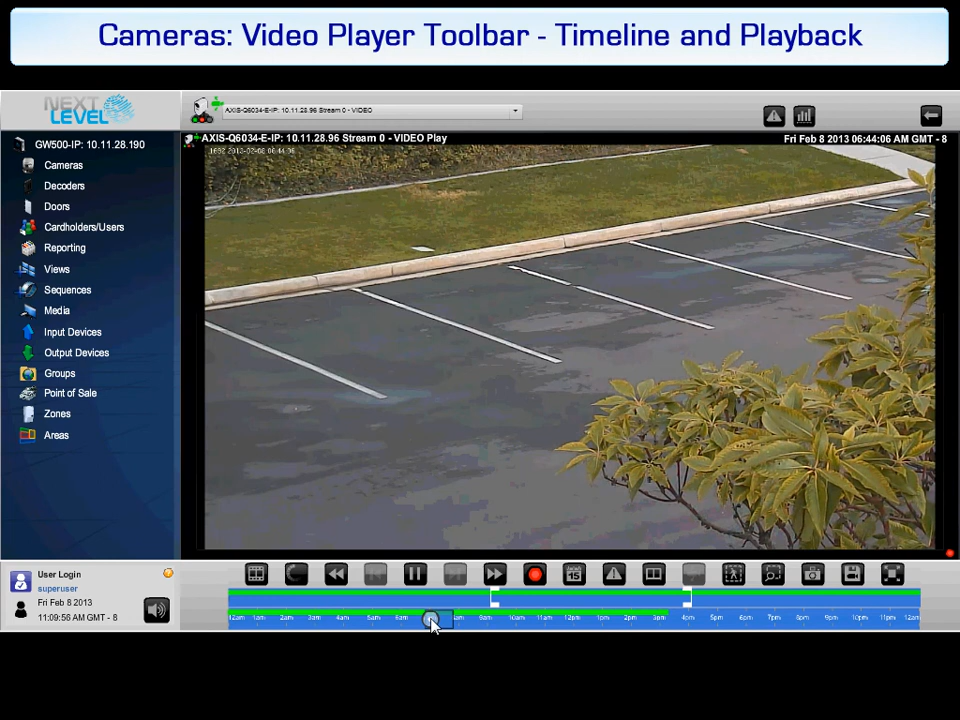 Cameras: Video Player Toolbar - Timeline and Playback
NEXT
LEVEL
AXIS-Q6034-E-IP: 10.11.28.96 Stream 0 - VIDEO
AXIS-Q6034-E-IP: 10.11.28.96 Stream 0 - VIDEO Play
Fri Feb 8 2013 06:44:06 AM GMT - 8
GW500-IP: 10.11.28.190
Cameras
Decoders
Doors
Cardholders/Users
Reporting
Views
Sequences
Media
Input Devices
Output Devices
Groups
Point of Sale
Zones
Areas
User Login
superuser
Fri Feb 8 2013
11:09:56 AM GMT - 8
15
12am 1am 2am 3am 4am 5am 6am 9am 10am 11am 12pm 1pm 2pm 3pm 4pm 5pm 6pm 7pm 8pm 9pm 10pm 11pm 12am